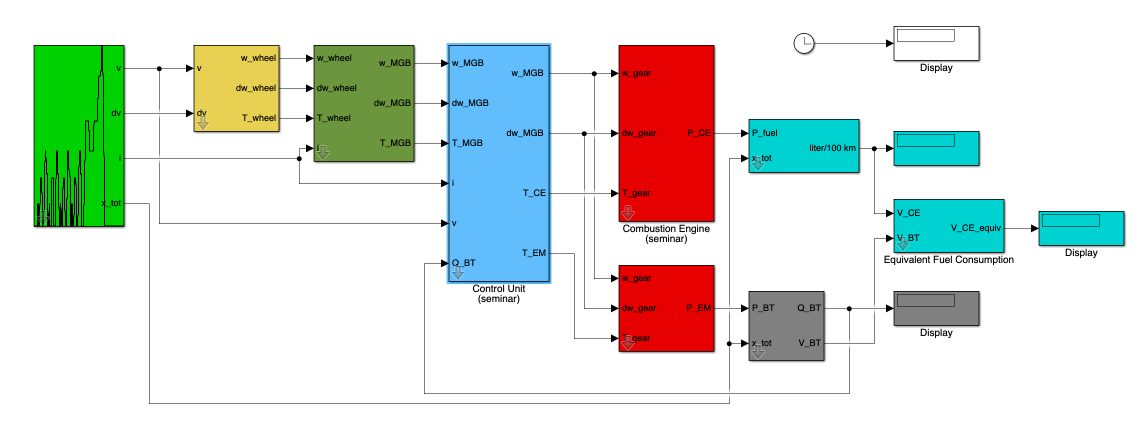 v
dv
i
x_tot
v
dv
w_wheel
dw_wheel
T_wheel
w_wheel
dw_wheel
T_wheel
i
w_MGB
dw_MGB
T_MGB
w_MGB
dw_MGB
T_MGB
i
v
Q_BT
w_MGB
dw_MGB
T_CE
T_EM
Control Unit
(seminar)
w_gear
dw_gear
T_gear
P_CE
Combustion Engine
(seminar)
w_gear
dw_gear
T_gear
P_EM
P_fuel
x_tot
liter/100 km
P_BT
x_tot
Q_BT
V_BT
Display
V_CE
V_BT
V_CE_equiv
Equivalent Fuel Consumption
Display
Display